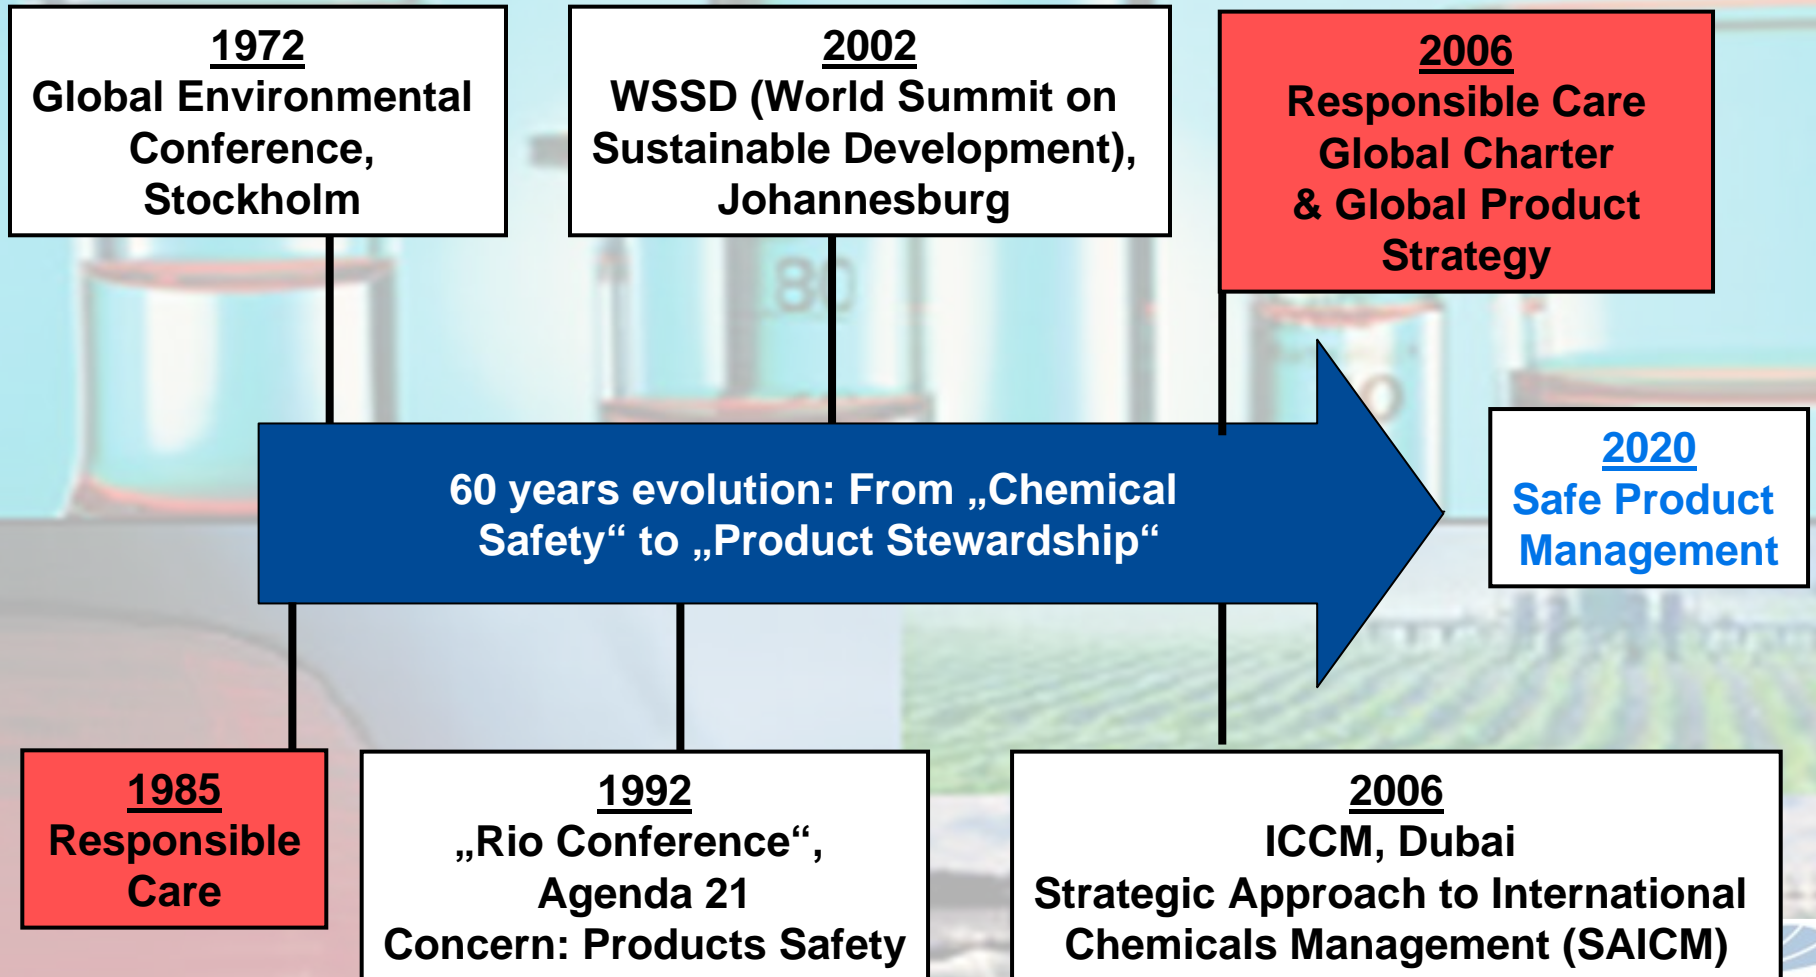 1972
Global Environmental
Conference,
Stockholm
2002
WSSD (World Summit on
Sustainable Development),
Johannesburg
2006
Responsible Care
Global Charter
& Global Product
Strategy
80
60 years evolution: From „Chemical
Safety“ to „Product Stewardship“
2020
Safe Product
Management
1985
Responsible
Care
1992
„Rio Conference“,
Agenda 21
Concern: Products Safety
2006
ICCM, Dubai
Strategic Approach to International
Chemicals Management (SAICM)